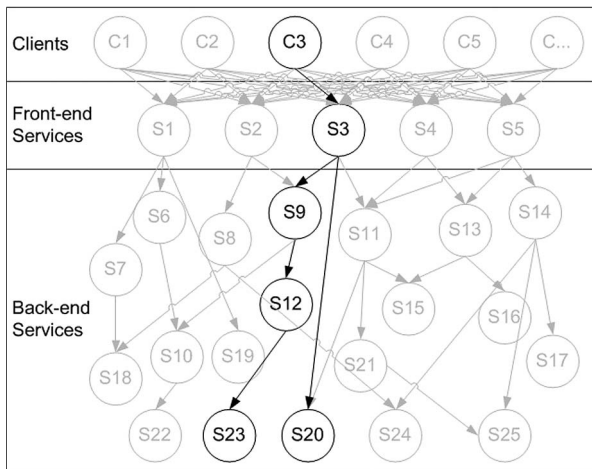 Clients
C1 C2 C3 C4 C5 C...
Front-end
Services
S1 S2 S3 S4 S5
S6 S9 S14
S8 S11 S13
S7
Back-end
Services
S12 S15 S16
S18 S10 S19 S21 S17
S22 S23 S20 S24 S25